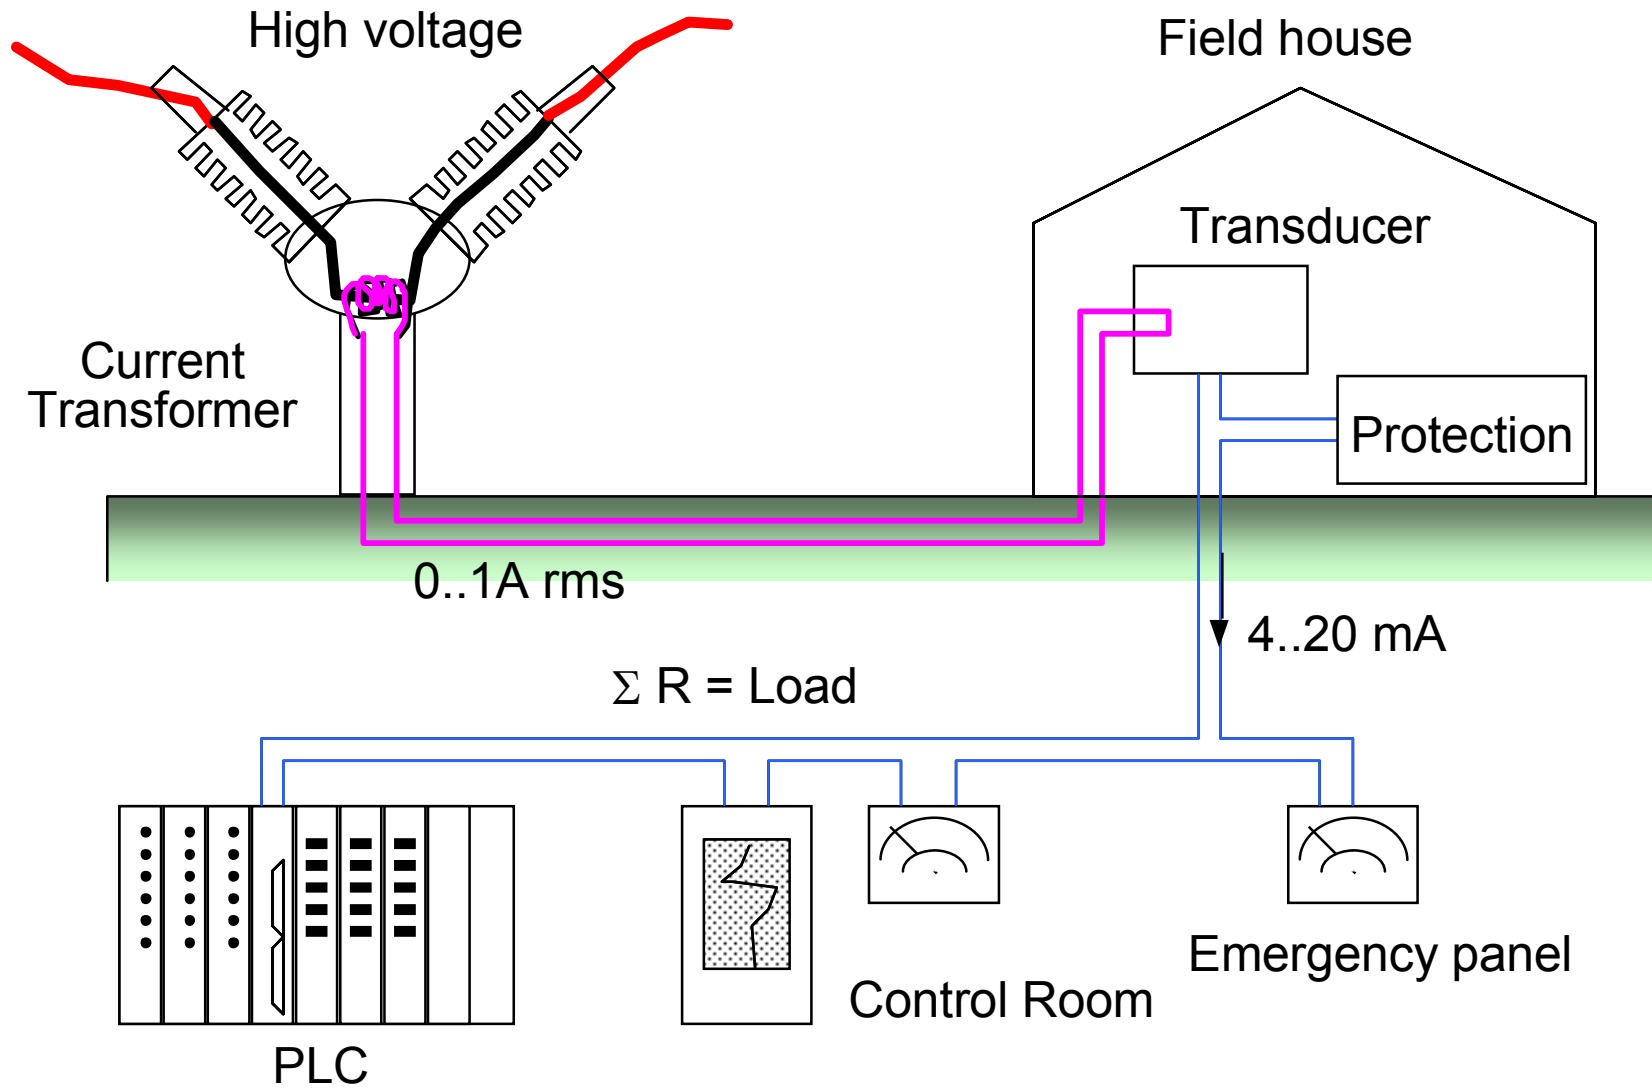 High voltage
Field house
Transducer
Current
Transformer
Protection
0..1A rms
4..20 mA
Σ R = Load
Emergency panel
Control Room
PLC